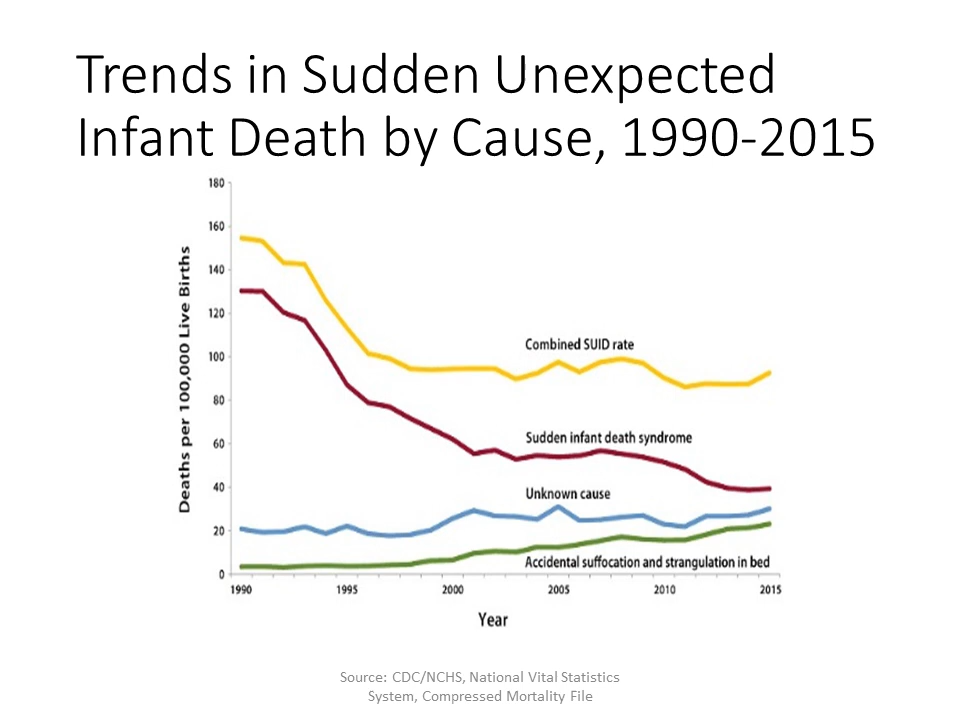 Trends in Sudden Unexpected
Infant Death by Cause, 1990-2015
180
160
140
120
100
80
60
40
20
0
Deaths per 100,000 Live Births
Combined SUID rate
Sudden infant death syndrome
Unknown cause
Accidental suffocation and strangulation in bed
1990 1995 2000 2005 2010 2015
Year
Source: CDC/NCHS, National Vital Statistics
System, Compressed Mortality File